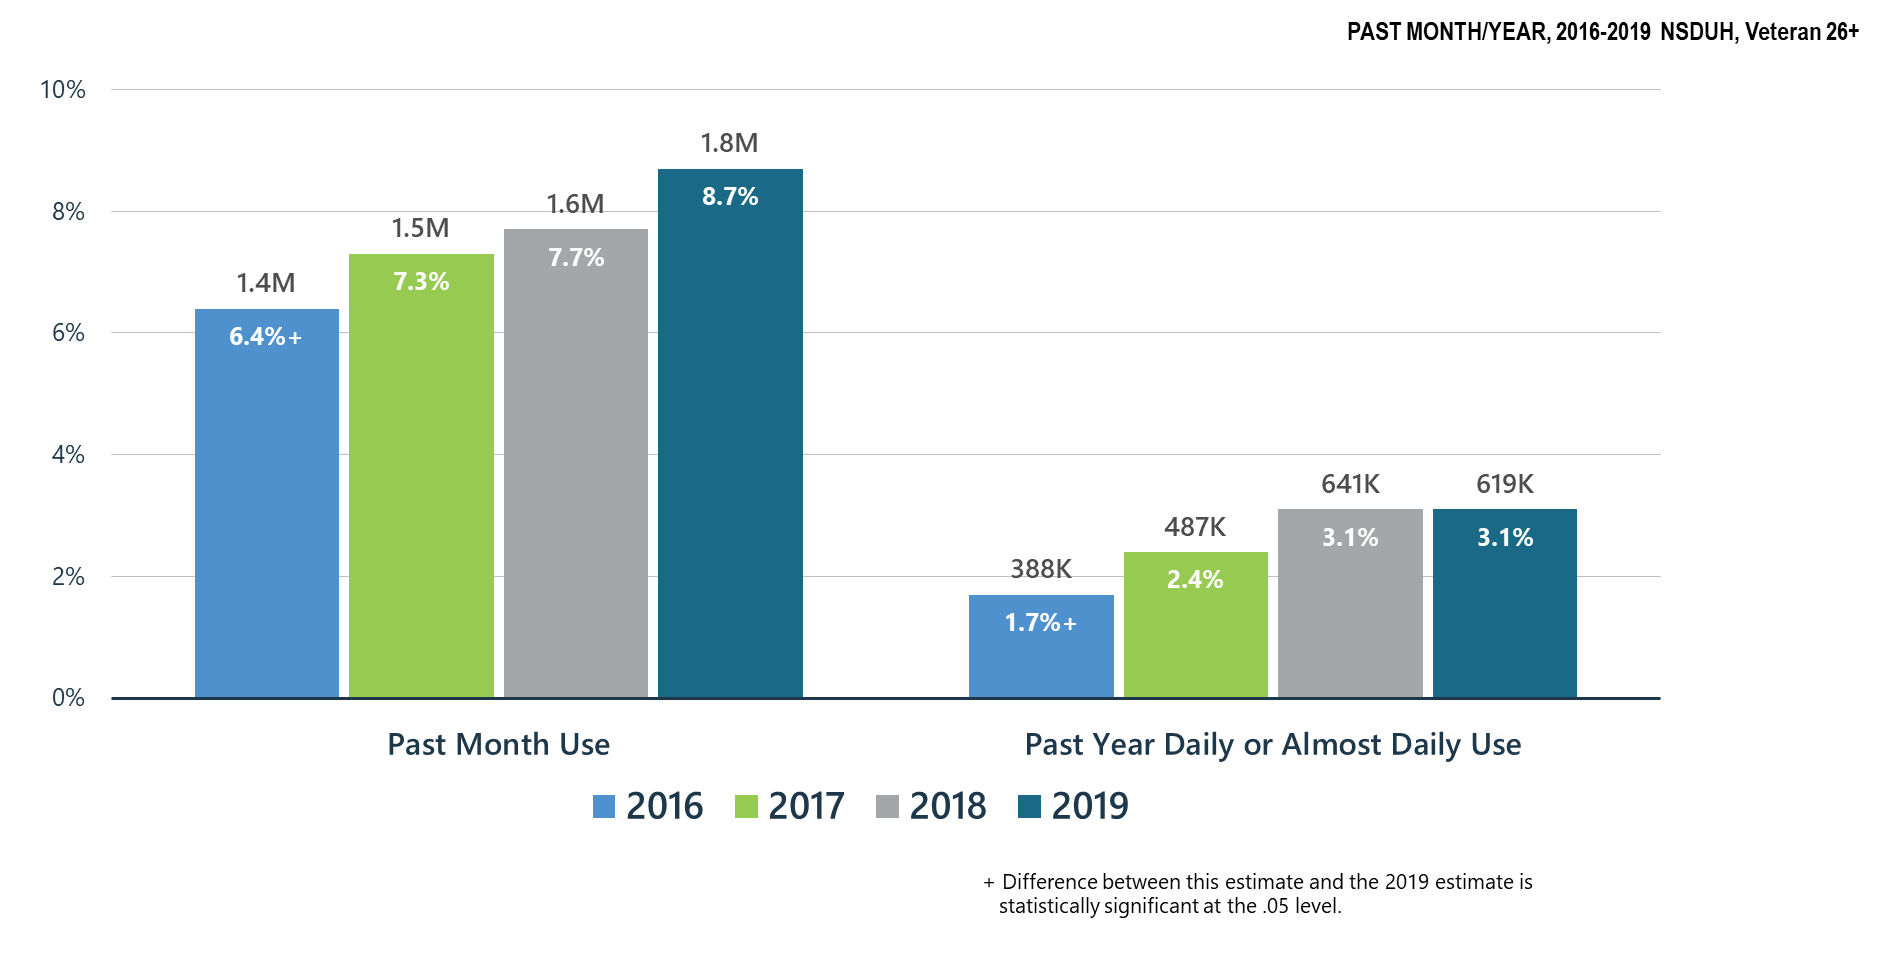 PAST MONTH/YEAR, 2016-2019 NSDUH, Veteran 26+
10%
8%
6%
4%
2%
0%
1.4M
6.4%+
1.5M
7.3%
1.6M
7.7%
1.8M
8.7%
388K
1.7%+
487K
2.4%
641K
3.1%
619K
3.1%
Past Month Use
Past Year Daily or Almost Daily Use
2016 2017 2018 2019
+ Difference between this estimate and the 2019 estimate is
statistically significant at the .05 level.